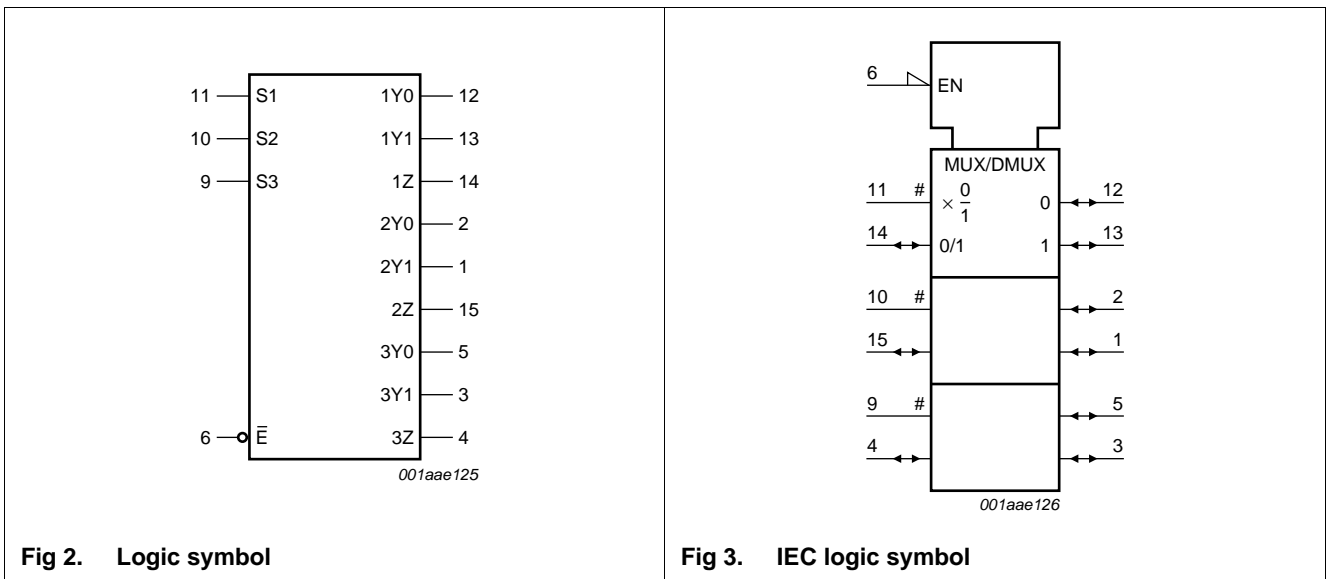 11 S1 1Y0 12
10 S2 1Y1 13
9 S3 1Z 14
2Y0 2
2Y1 1
2Z 15
3Y0 5
3Y1 3
6 E̅ 3Z 4
001aae125
Fig 2. Logic symbol
6 EN
MUX/DMUX
11 # × 0/1 0 12
14 0/1 1 13
10 # 2
15 1
9 # 5
4 3
001aae126
Fig 3. IEC logic symbol